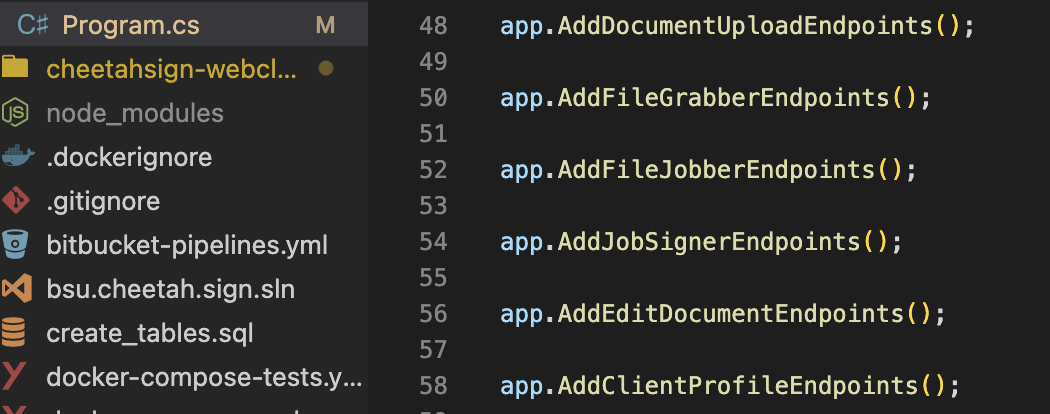 Program.cs M
cheetahsign-webcl...
node_modules
.dockerignore
.gitignore
bitbucket-pipelines.yml
bsu.cheetah.sign.sln
create_tables.sql
docker-compose-tests.y...
48 app.AddDocumentUploadEndpoints();
49
50 app.AddFileGrabberEndpoints();
51
52 app.AddFileJobberEndpoints();
53
54 app.AddJobSignerEndpoints();
55
56 app.AddEditDocumentEndpoints();
57
58 app.AddClientProfileEndpoints();